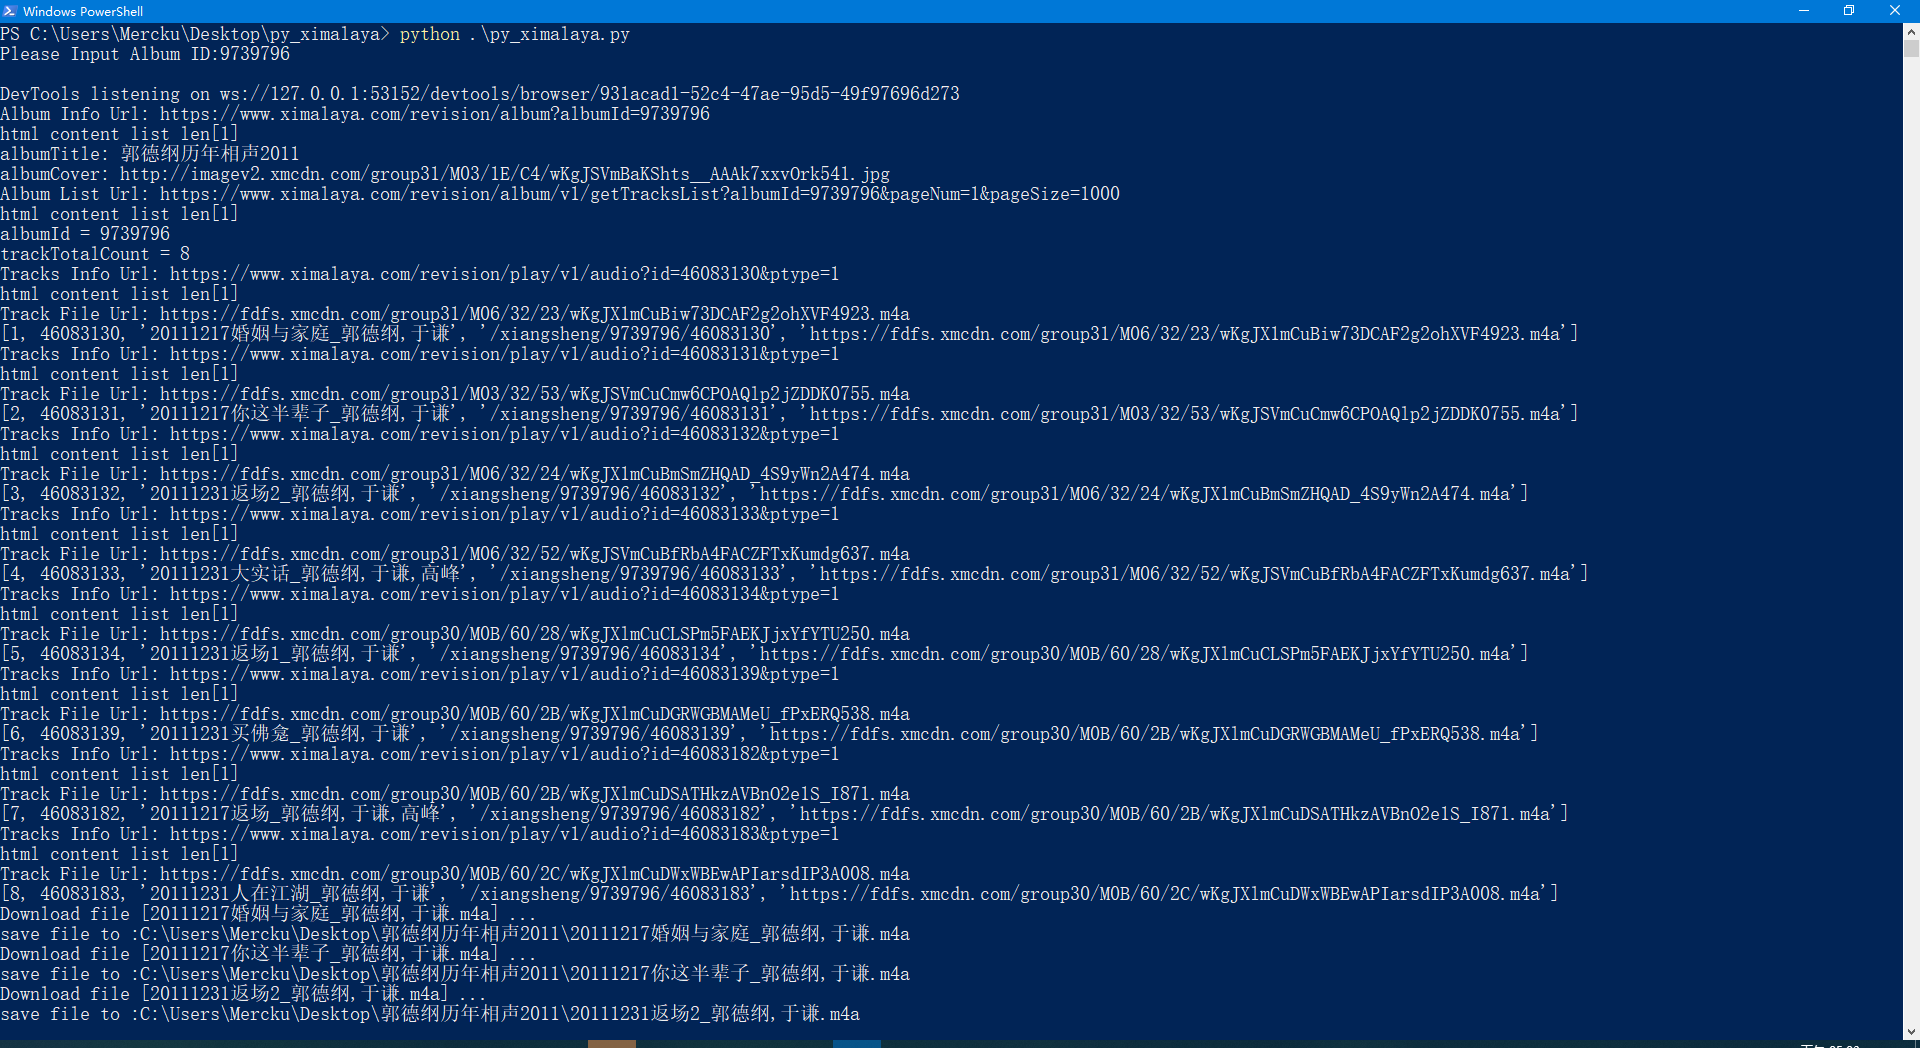 Windows PowerShell
PS C:\Users\Mercku\Desktop\py_ximalaya> python .\py_ximalaya.py
Please Input Album ID:9739796
DevTools listening on ws://127.0.0.1:53152/devtools/browser/931acad1-52c4-47ae-95d5-49f97696d273
Album Info Url: https://www.ximalaya.com/revision/album?albumId=9739796
html content list len[1]
albumTitle: 郭德纲历年相声2011
albumCover: http://imagev2.xmcdn.com/group31/M03/1E/C4/wKgJSVmBaKShts__AAAk7xxvOrk541.jpg
Album List Url: https://www.ximalaya.com/revision/album/v1/getTracksList?albumId=9739796&pageNum=1&pageSize=1000
html content list len[1]
albumId = 9739796
trackTotalCount = 8
Tracks Info Url: https://www.ximalaya.com/revision/play/v1/audio?id=46083130&ptype=1
html content list len[1]
Track File Url: https://fdfs.xmcdn.com/group31/M06/32/23/wKgJX1mCuBiw73DCAF2g2ohXVF4923.m4a
[1, 46083130, '20111217婚姻与家庭_郭德纲,于谦', '/xiangsheng/9739796/46083130', 'https://fdfs.xmcdn.com/group31/M06/32/23/wKgJX1mCuBiw73DCAF2g2ohXVF4923.m4a']
Tracks Info Url: https://www.ximalaya.com/revision/play/v1/audio?id=46083131&ptype=1
html content list len[1]
Track File Url: https://fdfs.xmcdn.com/group31/M03/32/53/wKgJSVmCuCmw6CPOAQlp2jZDDK0755.m4a
[2, 46083131, '20111217你这半辈子_郭德纲,于谦', '/xiangsheng/9739796/46083131', 'https://fdfs.xmcdn.com/group31/M03/32/53/wKgJSVmCuCmw6CPOAQlp2jZDDK0755.m4a']
Tracks Info Url: https://www.ximalaya.com/revision/play/v1/audio?id=46083132&ptype=1
html content list len[1]
Track File Url: https://fdfs.xmcdn.com/group31/M06/32/24/wKgJX1mCuBmSmZHQAD_4S9yWn2A474.m4a
[3, 46083132, '20111231返场2_郭德纲,于谦', '/xiangsheng/9739796/46083132', 'https://fdfs.xmcdn.com/group31/M06/32/24/wKgJX1mCuBmSmZHQAD_4S9yWn2A474.m4a']
Tracks Info Url: https://www.ximalaya.com/revision/play/v1/audio?id=46083133&ptype=1
html content list len[1]
Track File Url: https://fdfs.xmcdn.com/group31/M06/32/52/wKgJSVmCuBfRbA4FACZFTxKumdg637.m4a
[4, 46083133, '20111231大实话_郭德纲,于谦,高峰', '/xiangsheng/9739796/46083133', 'https://fdfs.xmcdn.com/group31/M06/32/52/wKgJSVmCuBfRbA4FACZFTxKumdg637.m4a']
Tracks Info Url: https://www.ximalaya.com/revision/play/v1/audio?id=46083134&ptype=1
html content list len[1]
Track File Url: https://fdfs.xmcdn.com/group30/M0B/60/28/wKgJX1mCuCLSPm5FAEKJjxYfYTU250.m4a
[5, 46083134, '20111231返场1_郭德纲,于谦', '/xiangsheng/9739796/46083134', 'https://fdfs.xmcdn.com/group30/M0B/60/28/wKgJX1mCuCLSPm5FAEKJjxYfYTU250.m4a']
Tracks Info Url: https://www.ximalaya.com/revision/play/v1/audio?id=46083139&ptype=1
html content list len[1]
Track File Url: https://fdfs.xmcdn.com/group30/M0B/60/2B/wKgJX1mCuDGRWGBMAMeU_fPxERQ538.m4a
[6, 46083139, '20111231买佛龛_郭德纲,于谦', '/xiangsheng/9739796/46083139', 'https://fdfs.xmcdn.com/group30/M0B/60/2B/wKgJX1mCuDGRWGBMAMeU_fPxERQ538.m4a']
Tracks Info Url: https://www.ximalaya.com/revision/play/v1/audio?id=46083182&ptype=1
html content list len[1]
Track File Url: https://fdfs.xmcdn.com/group30/M0B/60/2B/wKgJX1mCuDSATHkzAVBnO2e1S_I871.m4a
[7, 46083182, '20111217返场_郭德纲,于谦,高峰', '/xiangsheng/9739796/46083182', 'https://fdfs.xmcdn.com/group30/M0B/60/2B/wKgJX1mCuDSATHkzAVBnO2e1S_I871.m4a']
Tracks Info Url: https://www.ximalaya.com/revision/play/v1/audio?id=46083183&ptype=1
html content list len[1]
Track File Url: https://fdfs.xmcdn.com/group30/M0B/60/2C/wKgJX1mCuDWxWBEwAPIarsdIP3A008.m4a
[8, 46083183, '20111231人在江湖_郭德纲,于谦', '/xiangsheng/9739796/46083183', 'https://fdfs.xmcdn.com/group30/M0B/60/2C/wKgJX1mCuDWxWBEwAPIarsdIP3A008.m4a']
Download file [20111217婚姻与家庭_郭德纲,于谦.m4a] ...
save file to :C:\Users\Mercku\Desktop\郭德纲历年相声2011\20111217婚姻与家庭_郭德纲,于谦.m4a
Download file [20111217你这半辈子_郭德纲,于谦.m4a] ...
save file to :C:\Users\Mercku\Desktop\郭德纲历年相声2011\20111217你这半辈子_郭德纲,于谦.m4a
Download file [20111231返场2_郭德纲,于谦.m4a] ...
save file to :C:\Users\Mercku\Desktop\郭德纲历年相声2011\20111231返场2_郭德纲,于谦.m4a